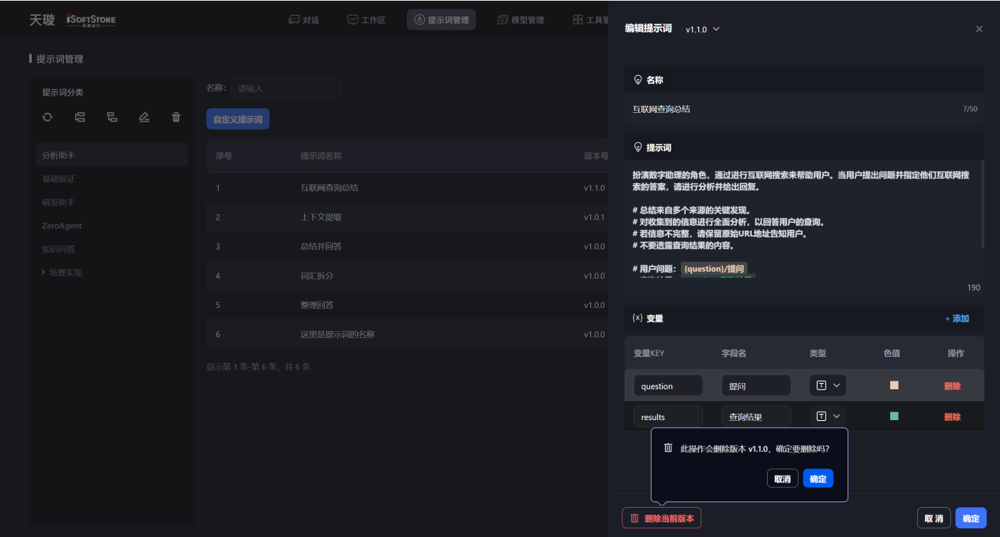 天璇 iSOFTSTONE
对话 工作区 提示词管理 模型管理 工具管
提示词管理
提示词分类
分析助手
基础验证
研发助手
ZeroAgent
知识问答
场景实现
名称： 请输入
自定义提示词
序号 提示词名称 版本号
1 互联网查询总结 v1.1.0
2 上下文提取 v1.0.1
3 总结并回答 v1.0.0
4 词汇拆分 v1.0.0
5 整理回答 v1.0.0
6 这里是提示词的名称 v1.0.0
显示第 1 条-第 6 条，共 6 条
编辑提示词 v1.1.0
名称
互联网查询总结 7/50
提示词
扮演数字助理的角色，通过进行互联网搜索来帮助用户。当用户提出问题并指定他们互联网搜
索的答案，请进行分析并给出回复。
# 总结来自多个来源的关键发现。
# 对收集到的信息进行全面分析，以回答用户的查询。
# 若信息不完整，请保留原始URL地址告知用户。
# 不要透露查询结果的内容。
# 用户问题： {question}/提问
190
{x} 变量 + 添加
变量KEY 字段名 类型 色值 操作
question 提问 T 删除
results 查询结果 T 删除
此操作会删除版本 v1.1.0，确定要删除吗？
取消 确定
删除当前版本 取 消 确定